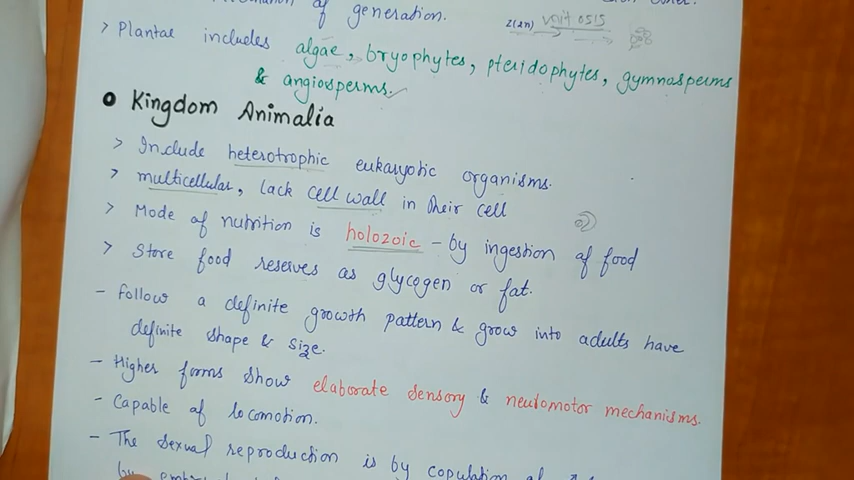 of generation.
> Plantae includes algae, bryophytes, pteridophytes, gymnosperms
& angiosperms.
• Kingdom Animalia
> Include heterotrophic eukaryotic organisms.
> multicellular, lack cell wall in their cell
> Mode of nutrition is holozoic - by ingestion of food
> Store food reserves as glycogen or fat.
- Follow a definite growth pattern & grow into adults have
definite shape & size.
- Higher forms show elaborate sensory & neuromotor mechanisms.
- Capable of locomotion.
- The sexual reproduction is by copulation of
by